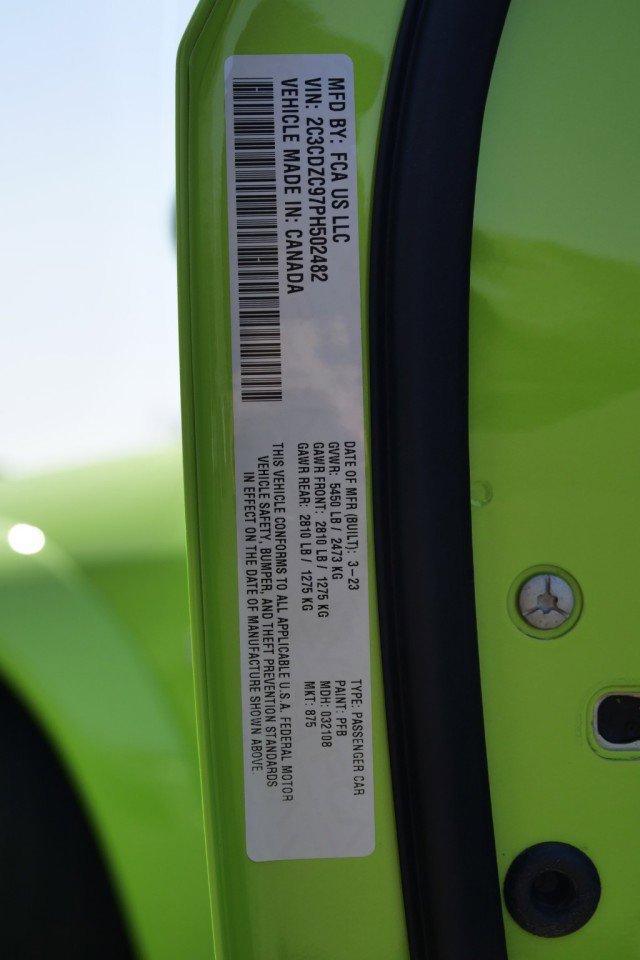 MFD BY: FCA US LLC
VIN: 2C3CDZC97PH502482
VEHICLE MADE IN: CANADA
DATE OF MFR (BUILT): 3-23
GVWR: 5450 LB / 2473 KG
GAWR FRONT: 2810 LB / 1275 KG
GAWR REAR: 2810 LB / 1275 KG
THIS VEHICLE CONFORMS TO ALL APPLICABLE U.S.A. FEDERAL MOTOR
VEHICLE SAFETY, BUMPER, AND THEFT PREVENTION STANDARDS
IN EFFECT ON THE DATE OF MANUFACTURE SHOWN ABOVE.
TYPE: PASSENGER CAR
PAINT: PFB
MDH: 032108
MKT: 875